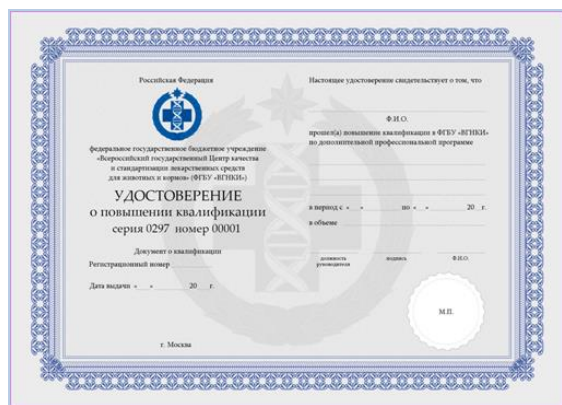 Российская Федерация
федеральное государственное бюджетное учреждение
«Всероссийский государственный Центр качества
и стандартизации лекарственных средств
для животных и кормов» (ФГБУ «ВГНКИ»)
УДОСТОВЕРЕНИЕ
о повышении квалификации
серия 0297 номер 00001
Документ о квалификации
Регистрационный номер
Дата выдачи « » 20 г.
г. Москва
Настоящее удостоверение свидетельствует о том, что
Ф.И.О.
прошел(а) повышение квалификации в ФГБУ «ВГНКИ»
по дополнительной профессиональной программе
в период с « » по « » 20 г.
в объеме
должность подпись Ф.И.О.
руководителя
М.П.